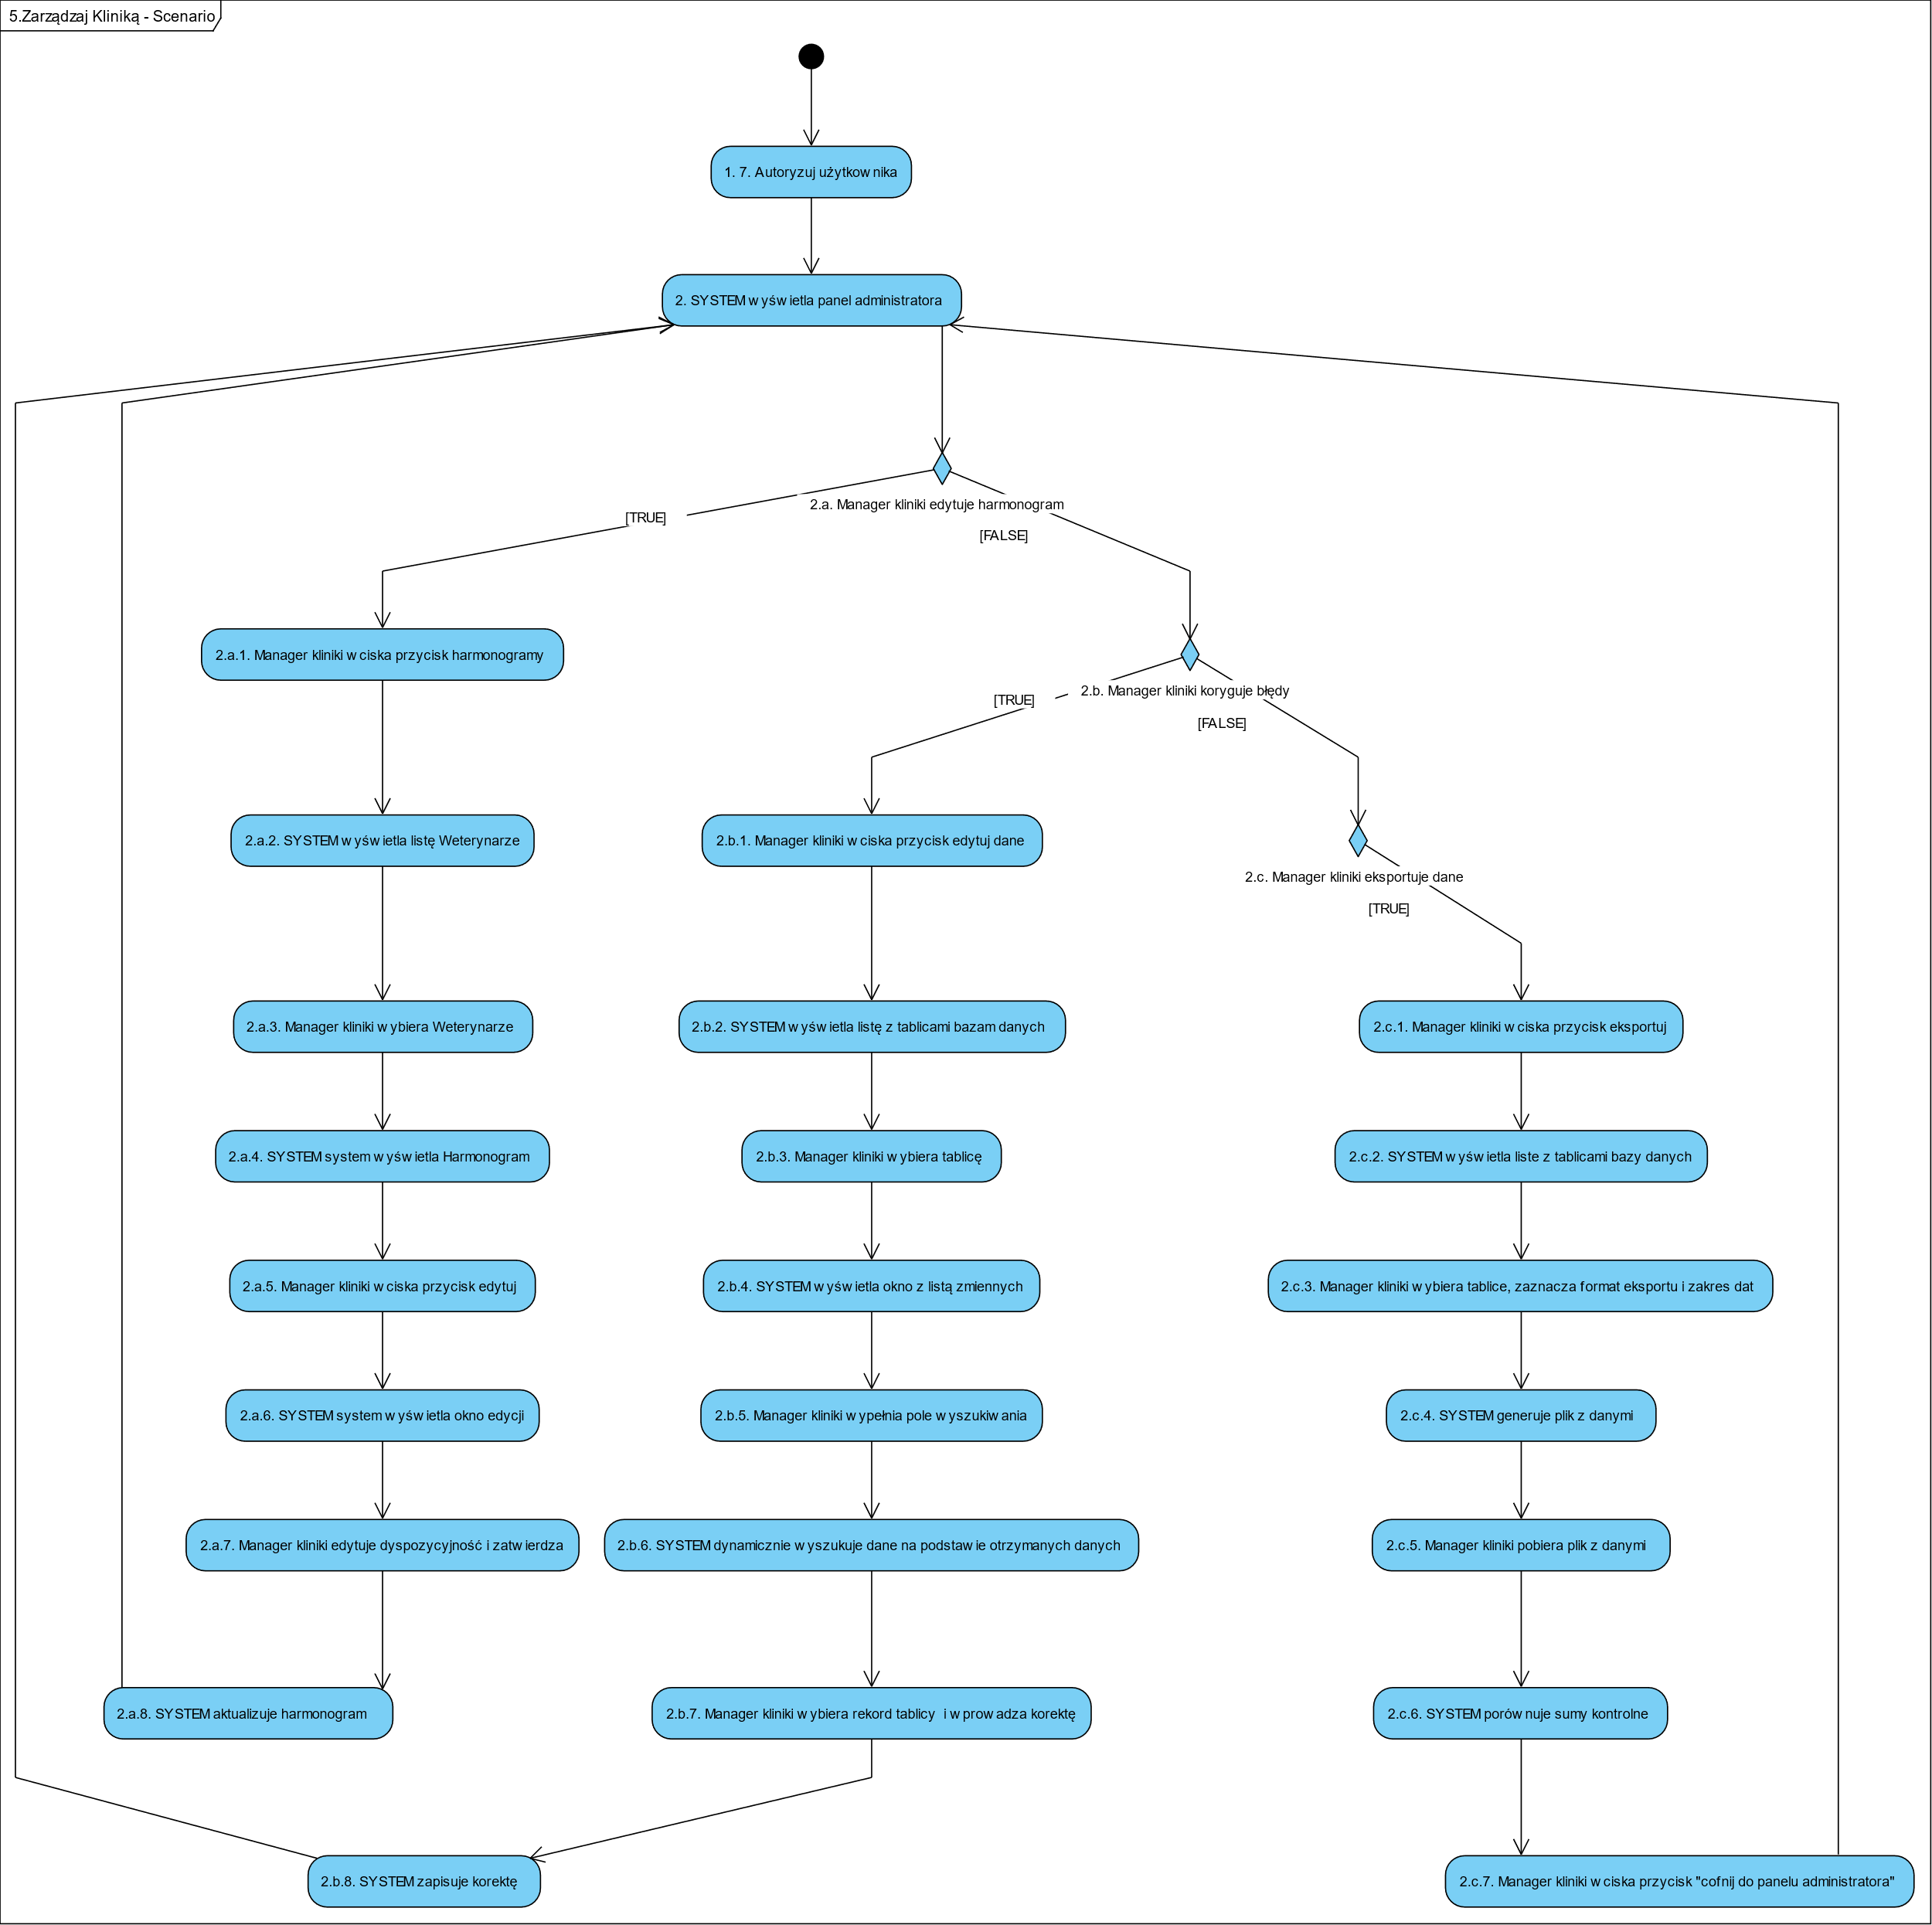 5.Zarządzaj Kliniką - Scenario
1. 7. Autoryzuj użytkownika
2. SYSTEM wyświetla panel administratora
2.a. Manager kliniki edytuje harmonogram
[TRUE]
[FALSE]
2.a.1. Manager kliniki wciska przycisk harmonogramy
2.b. Manager kliniki koryguje błędy
[TRUE]
[FALSE]
2.a.2. SYSTEM wyświetla listę Weterynarze
2.b.1. Manager kliniki wciska przycisk edytuj dane
2.c. Manager kliniki eksportuje dane
[TRUE]
2.a.3. Manager kliniki wybiera Weterynarze
2.b.2. SYSTEM wyświetla listę z tablicami bazam danych
2.c.1. Manager kliniki wciska przycisk eksportuj
2.a.4. SYSTEM system wyświetla Harmonogram
2.b.3. Manager kliniki wybiera tablicę
2.c.2. SYSTEM wyświetla liste z tablicami bazy danych
2.a.5. Manager kliniki wciska przycisk edytuj
2.b.4. SYSTEM wyświetla okno z listą zmiennych
2.c.3. Manager kliniki wybiera tablice, zaznacza format eksportu i zakres dat
2.a.6. SYSTEM system wyświetla okno edycji
2.b.5. Manager kliniki wypełnia pole wyszukiwania
2.c.4. SYSTEM generuje plik z danymi
2.a.7. Manager kliniki edytuje dyspozycyjność i zatwierdza
2.b.6. SYSTEM dynamicznie wyszukuje dane na podstawie otrzymanych danych
2.c.5. Manager kliniki pobiera plik z danymi
2.a.8. SYSTEM aktualizuje harmonogram
2.b.7. Manager kliniki wybiera rekord tablicy i wprowadza korektę
2.c.6. SYSTEM porównuje sumy kontrolne
2.b.8. SYSTEM zapisuje korektę
2.c.7. Manager kliniki wciska przycisk "cofnij do panelu administratora"